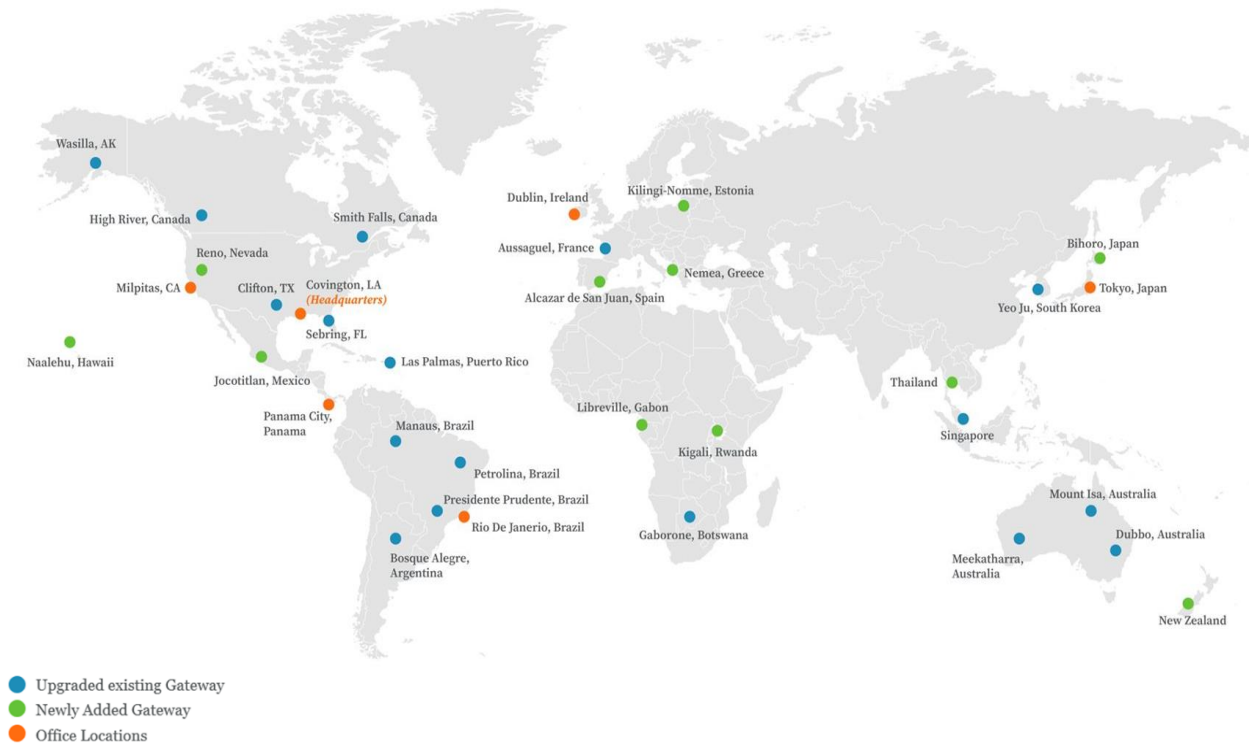 Wasilla, AK
High River, Canada
Smith Falls, Canada
Reno, Nevada
Milpitas, CA
Clifton, TX
Covington, LA
(Headquarters)
Sebring, FL
Naalehu, Hawaii
Jocotitlan, Mexico
Las Palmas, Puerto Rico
Panama City,
Panama
Manaus, Brazil
Petrolina, Brazil
Presidente Prudente, Brazil
Rio De Janerio, Brazil
Bosque Alegre,
Argentina
Dublin, Ireland
Kilingi-Nomme, Estonia
Aussaguel, France
Nemea, Greece
Alcazar de San Juan, Spain
Libreville, Gabon
Kigali, Rwanda
Gaborone, Botswana
Bihoro, Japan
Tokyo, Japan
Yeo Ju, South Korea
Thailand
Singapore
Mount Isa, Australia
Dubbo, Australia
Meekatharra,
Australia
New Zealand
Upgraded existing Gateway
Newly Added Gateway
Office Locations